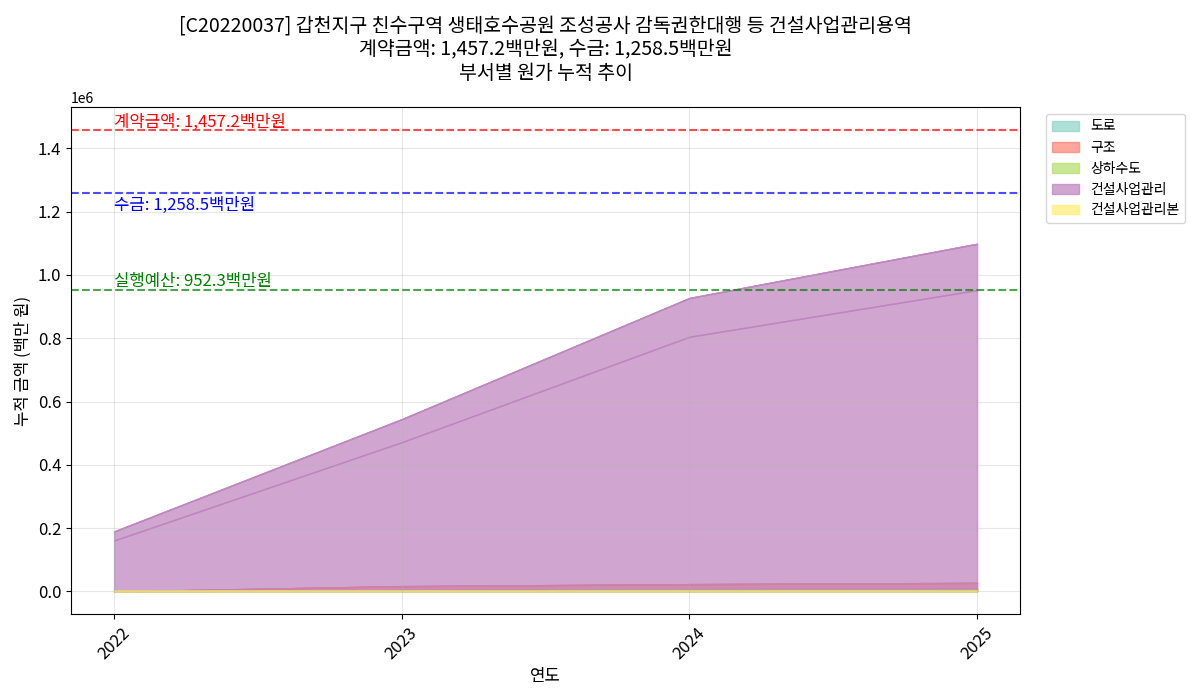 [C20220037] 갑천지구 친수구역 생태호수공원 조성공사 감독권한대행 등 건설사업관리용역
계약금액: 1,457.2백만원, 수금: 1,258.5백만원
부서별 원가 누적 추이
1e6
계약금액: 1,457.2백만원
수금: 1,258.5백만원
실행예산: 952.3백만원
1.4
1.2
1.0
0.8
0.6
0.4
0.2
0.0
누적 금액 (백만 원)
2022
2023
2024
2025
연도
도로
구조
상하수도
건설사업관리
건설사업관리본